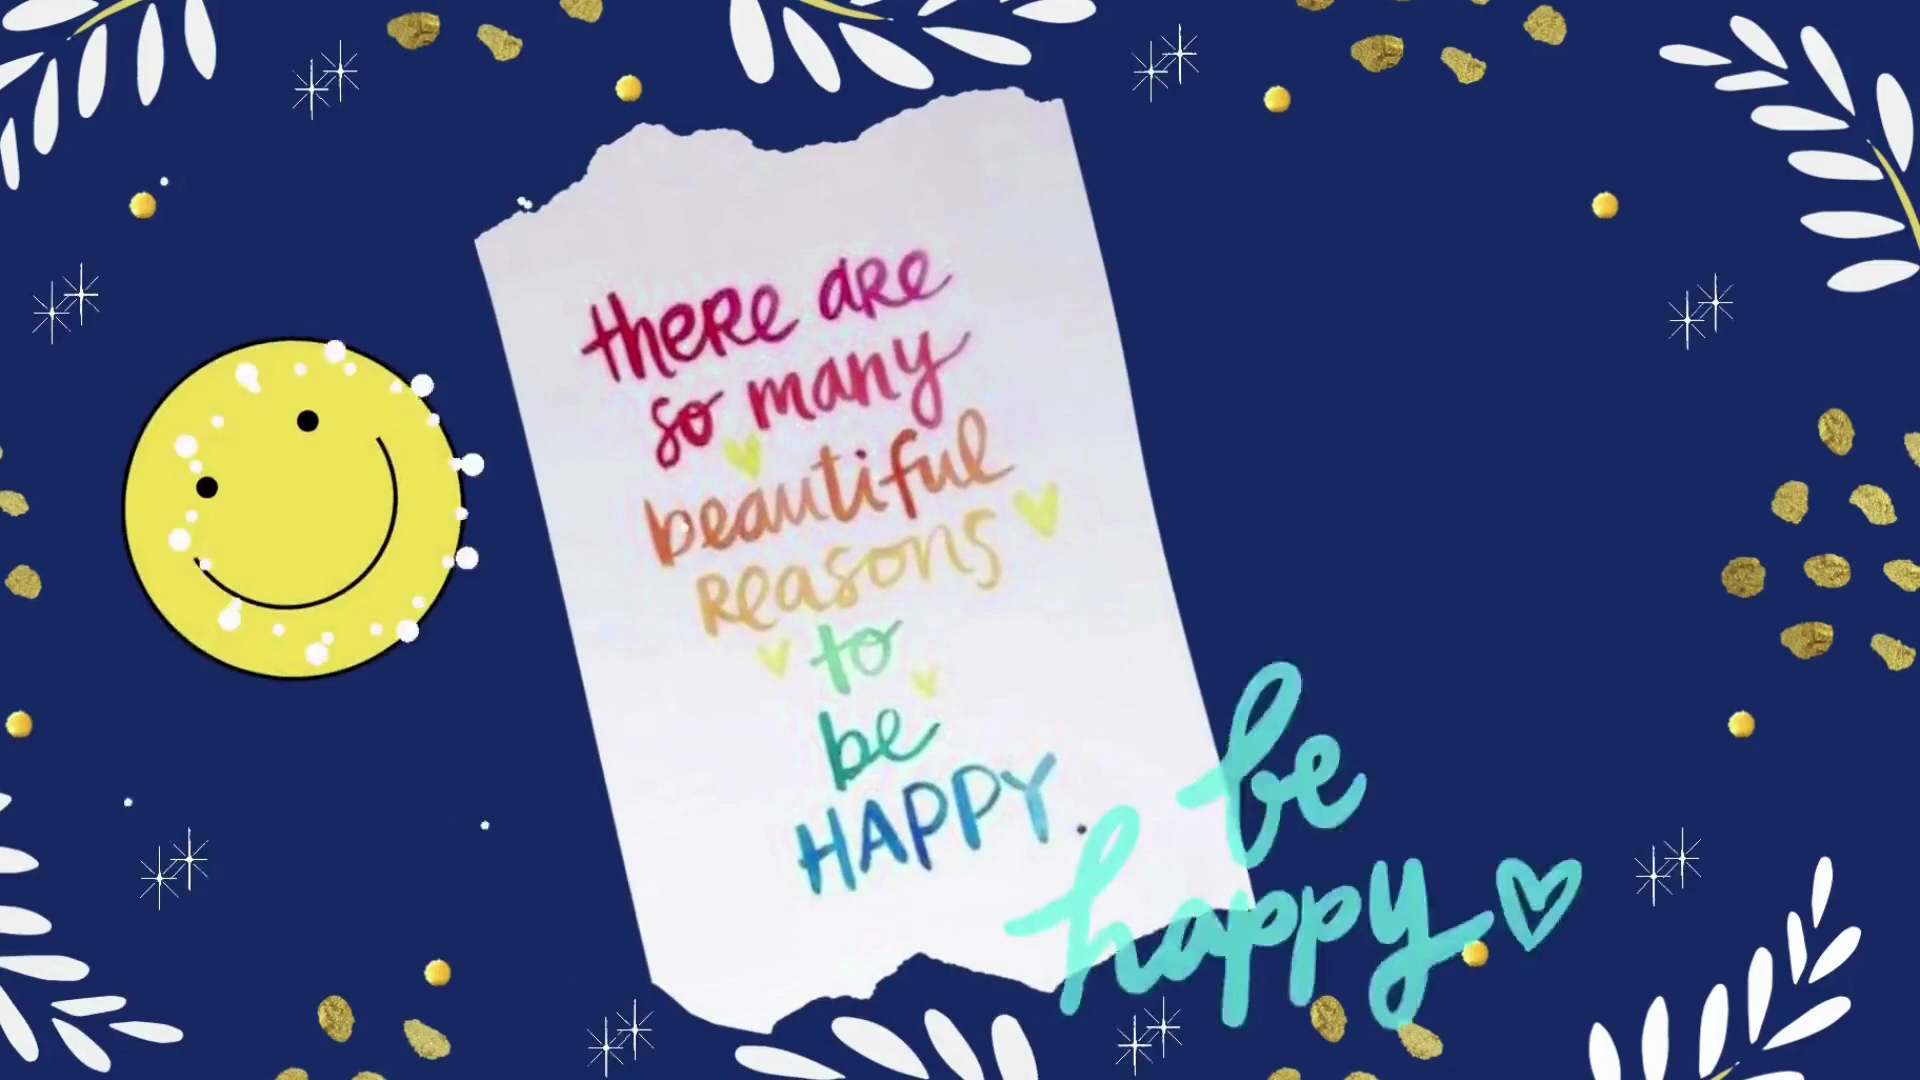 there are
so many
beautiful
reasons
to
be
HAPPY.
be
happy